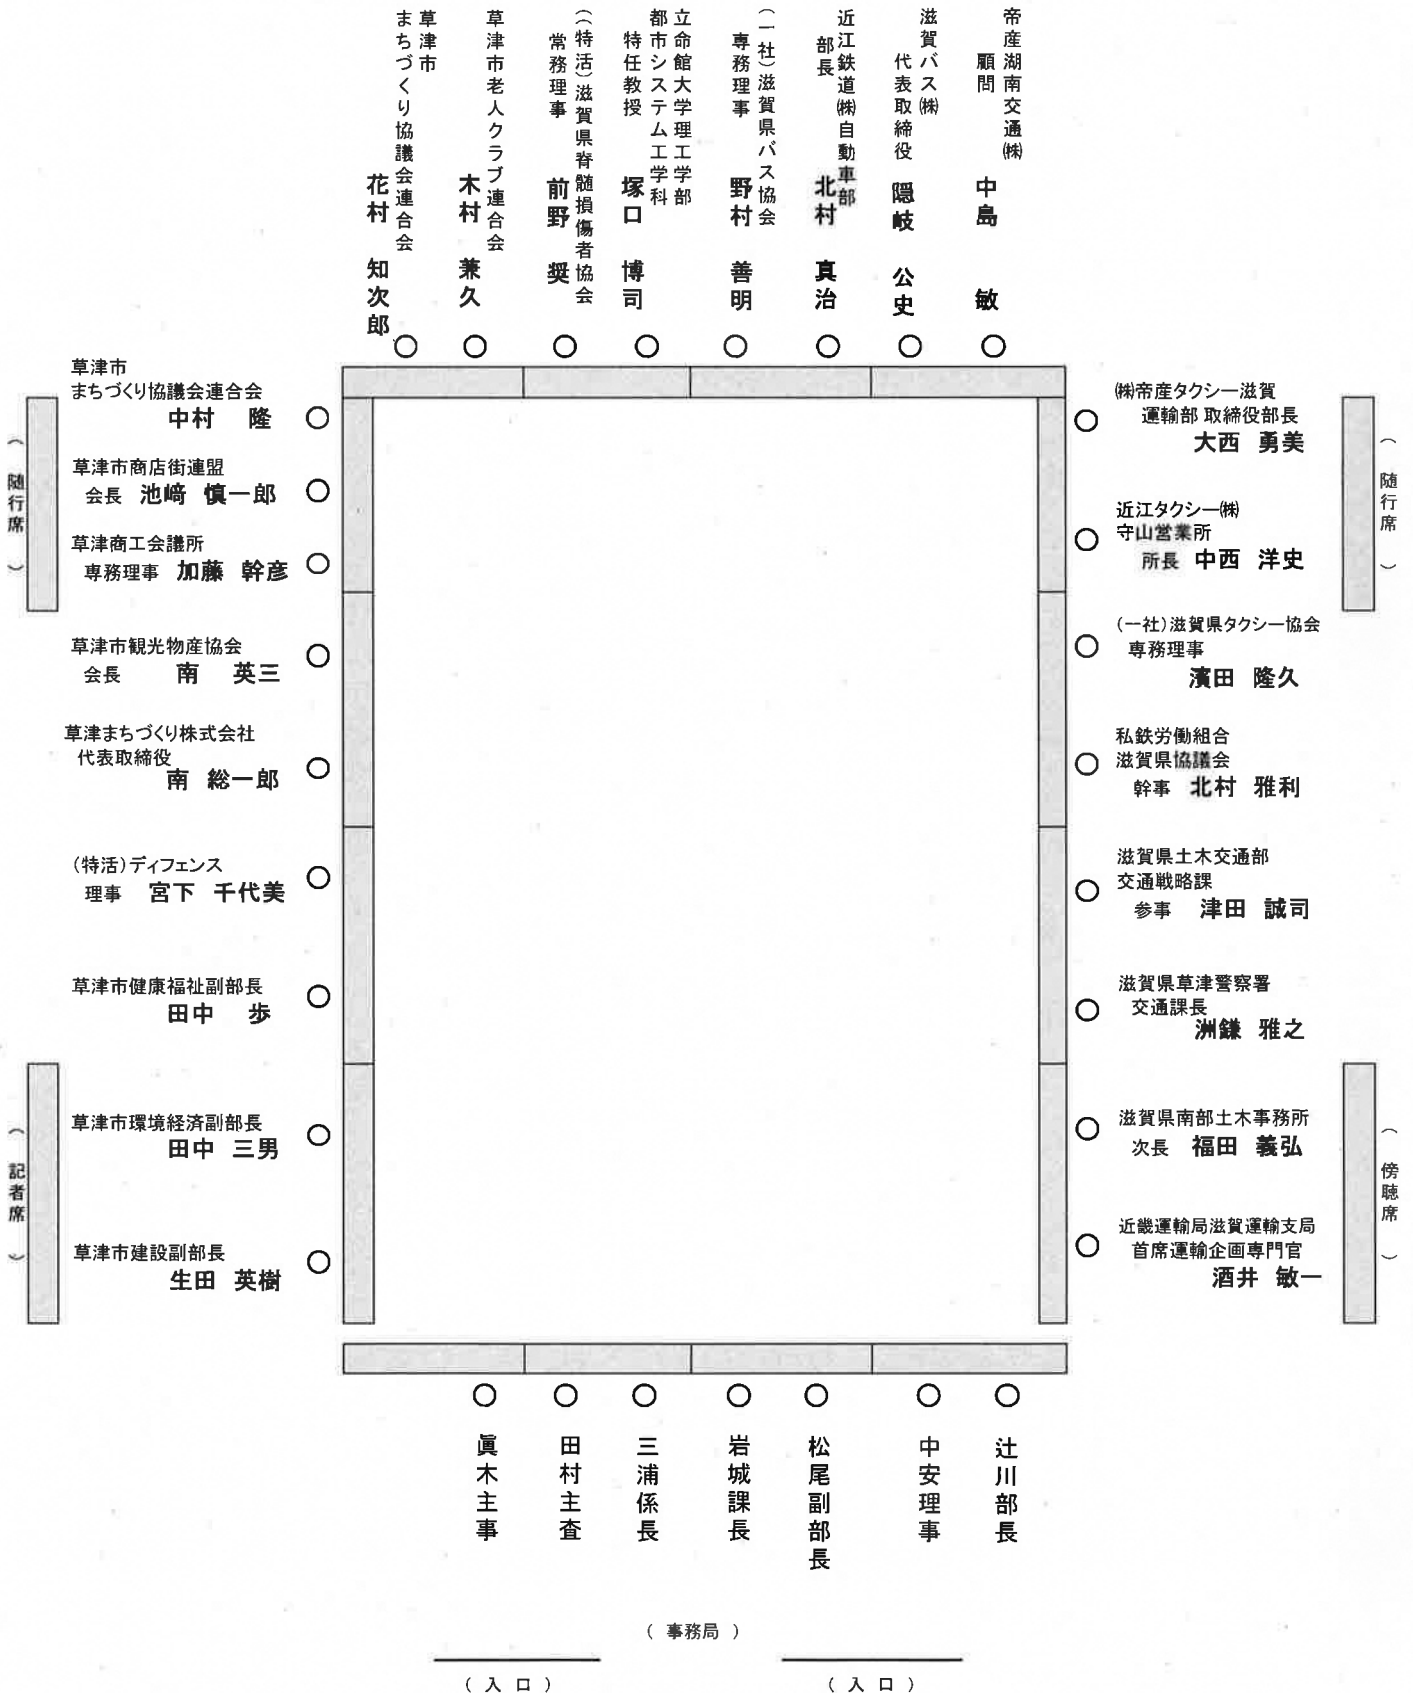 帝産湖南交通㈱
顧問
中島 敏
滋賀バス㈱
代表取締役
隠岐 公史
近江鉄道㈱自動車部
部長
北村 真治
(一社)滋賀県バス協会
専務理事
野村 善明
立命館大学理工学部
都市システム工学科
特任教授
塚口 博司
((特活)滋賀県脊髄損傷者協会
常務理事
前野 奨
草津市老人クラブ連合会
木村 兼久
草津市
まちづくり協議会連合会
花村 知次郎
草津市
まちづくり協議会連合会
中村 隆
草津市商店街連盟
会長 池﨑 慎一郎
草津商工会議所
専務理事 加藤 幹彦
草津市観光物産協会
会長 南 英三
草津まちづくり株式会社
代表取締役
南 総一郎
(特活)ディフェンス
理事 宮下 千代美
草津市健康福祉副部長
田中 歩
草津市環境経済副部長
田中 三男
草津市建設副部長
生田 英樹
( 随行席 )
( 記者席 )
㈱帝産タクシー滋賀
運輸部 取締役部長
大西 勇美
近江タクシー㈱
守山営業所
所長 中西 洋史
(一社)滋賀県タクシー協会
専務理事
濱田 隆久
私鉄労働組合
滋賀県協議会
幹事 北村 雅利
滋賀県土木交通部
交通戦略課
参事 津田 誠司
滋賀県草津警察署
交通課長
洲鎌 雅之
滋賀県南部土木事務所
次長 福田 義弘
近畿運輸局滋賀運輸支局
首席運輸企画専門官
酒井 敏一
( 随行席 )
( 傍聴席 )
眞木主事
田村主査
三浦係長
岩城課長
松尾副部長
中安理事
辻川部長
( 事務局 )
( 入 口 )
( 入 口 )